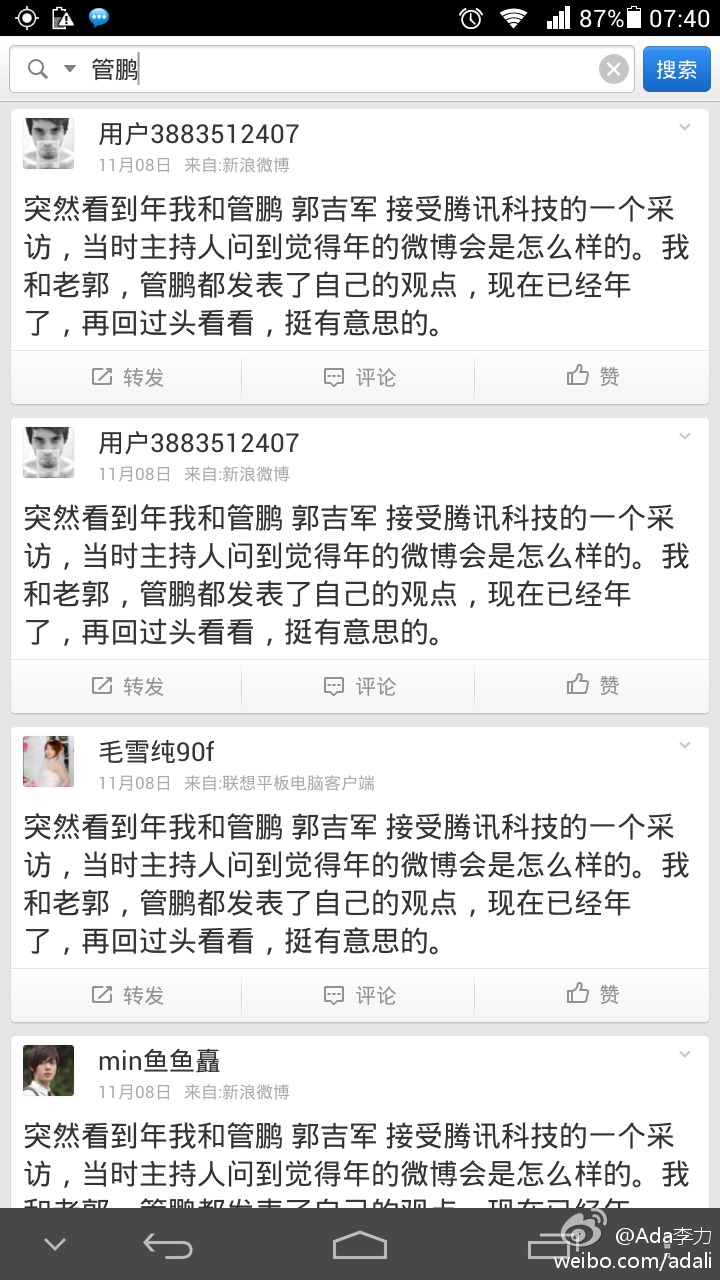 87% 07:40
管鹏
搜索
用户3883512407
11月08日 来自:新浪微博
突然看到年我和管鹏 郭吉军 接受腾讯科技的一个采
访，当时主持人问到觉得年的微博会是怎么样的。我
和老郭，管鹏都发表了自己的观点，现在已经年
了，再回过头看看，挺有意思的。
转发 评论 赞
用户3883512407
11月08日 来自:新浪微博
突然看到年我和管鹏 郭吉军 接受腾讯科技的一个采
访，当时主持人问到觉得年的微博会是怎么样的。我
和老郭，管鹏都发表了自己的观点，现在已经年
了，再回过头看看，挺有意思的。
转发 评论 赞
毛雪纯90f
11月08日 来自:联想平板电脑客户端
突然看到年我和管鹏 郭吉军 接受腾讯科技的一个采
访，当时主持人问到觉得年的微博会是怎么样的。我
和老郭，管鹏都发表了自己的观点，现在已经年
了，再回过头看看，挺有意思的。
转发 评论 赞
min鱼鱼矗
11月08日 来自:新浪微博
突然看到年我和管鹏 郭吉军 接受腾讯科技的一个采
访，当时主持人问到觉得年的微博会是怎么样的。我
和老郭，管鹏都发表了自己的观点，现在已经年
@Ada李力
weibo.com/adali